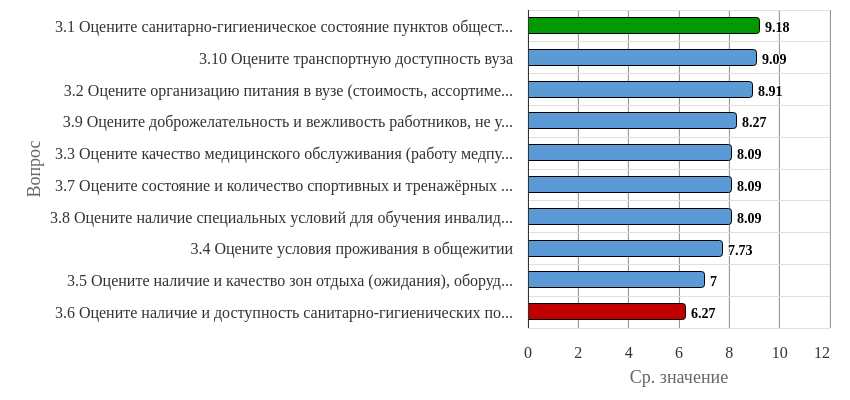 3.1 Оцените санитарно-гигиеническое состояние пунктов общест... 9.18
3.10 Оцените транспортную доступность вуза 9.09
3.2 Оцените организацию питания в вузе (стоимость, ассортиме... 8.91
3.9 Оцените доброжелательность и вежливость работников, не у... 8.27
3.3 Оцените качество медицинского обслуживания (работу медпу... 8.09
3.7 Оцените состояние и количество спортивных и тренажёрных ... 8.09
3.8 Оцените наличие специальных условий для обучения инвалид... 8.09
3.4 Оцените условия проживания в общежитии 7.73
3.5 Оцените наличие и качество зон отдыха (ожидания), оборуд... 7
3.6 Оцените наличие и доступность санитарно-гигиенических по... 6.27
Вопрос
0 2 4 6 8 10 12
Ср. значение